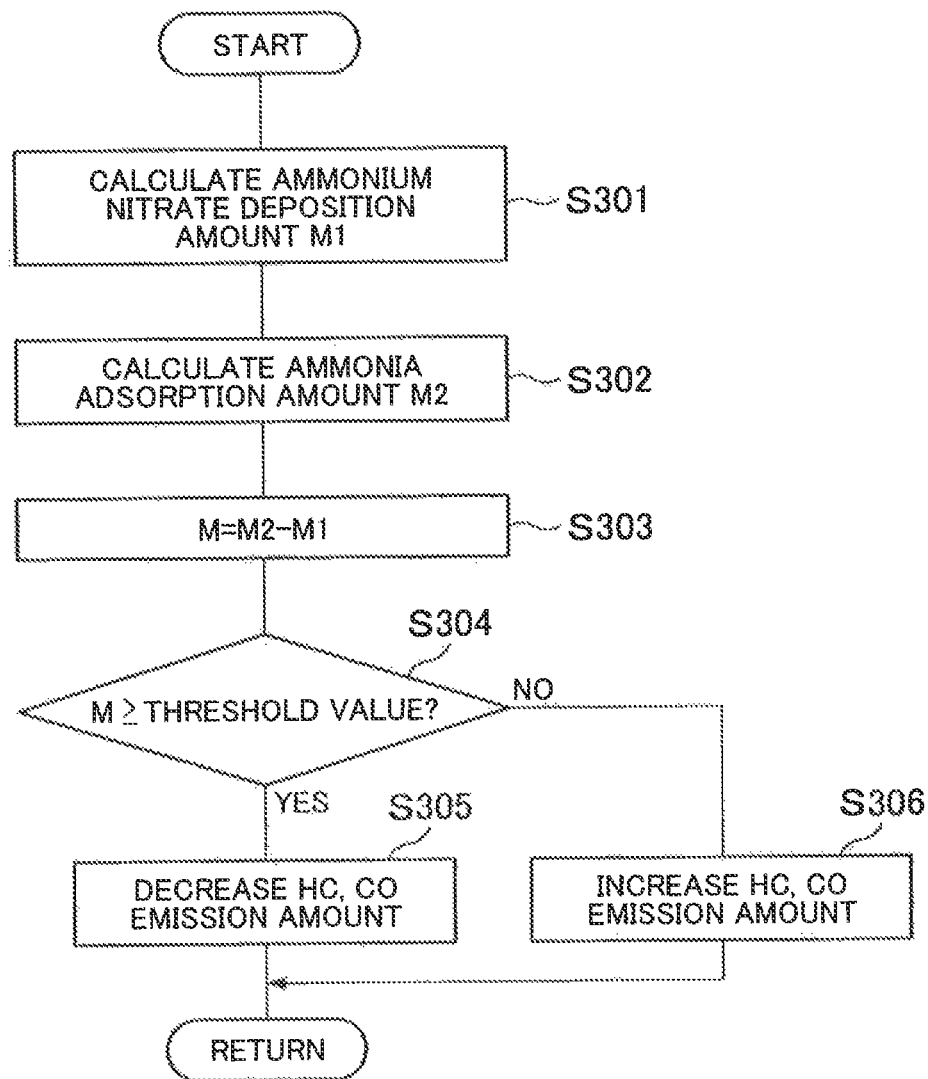 START
CALCULATE AMMONIUM
NITRATE DEPOSITION
AMOUNT M1
S301
CALCULATE AMMONIA
ADSORPTION AMOUNT M2
S302
M=M2-M1
S303
S304
M ≥ THRESHOLD VALUE?
NO
YES
S305
S306
DECREASE HC, CO
EMISSION AMOUNT
INCREASE HC, CO
EMISSION AMOUNT
RETURN